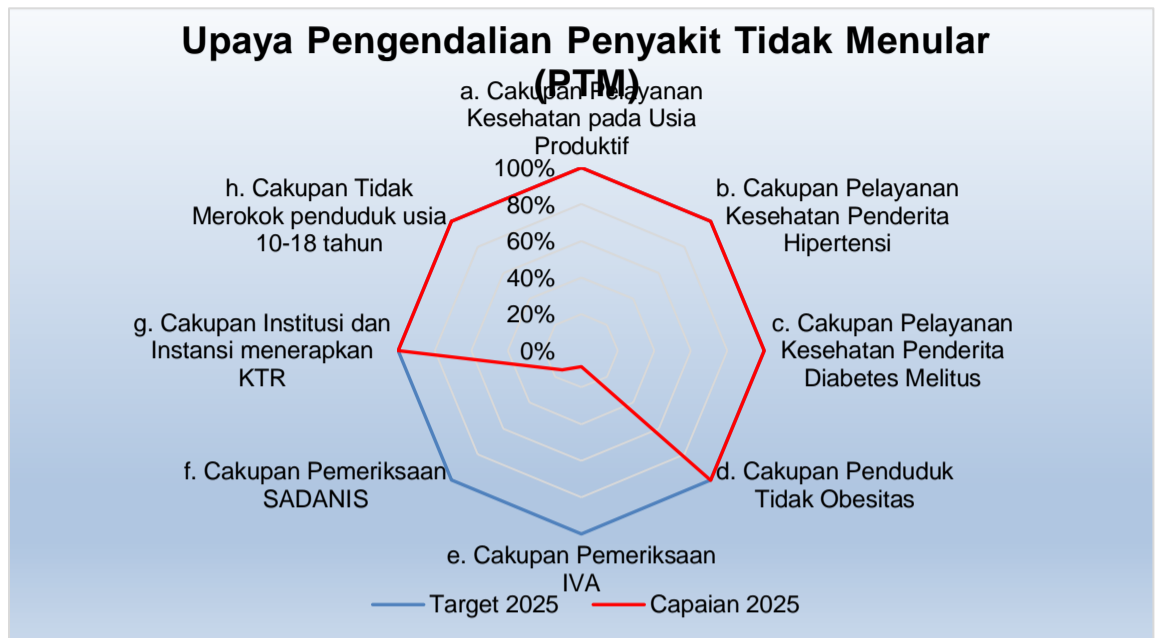 Upaya Pengendalian Penyakit Tidak Menular
(PTM)
a. Cakupan Pelayanan
Kesehatan pada Usia
Produktif
100%
80%
60%
40%
20%
0%
b. Cakupan Pelayanan
Kesehatan Penderita
Hipertensi
c. Cakupan Pelayanan
Kesehatan Penderita
Diabetes Melitus
d. Cakupan Penduduk
Tidak Obesitas
e. Cakupan Pemeriksaan
IVA
f. Cakupan Pemeriksaan
SADANIS
g. Cakupan Institusi dan
Instansi menerapkan
KTR
h. Cakupan Tidak
Merokok penduduk usia
10-18 tahun
Target 2025
Capaian 2025